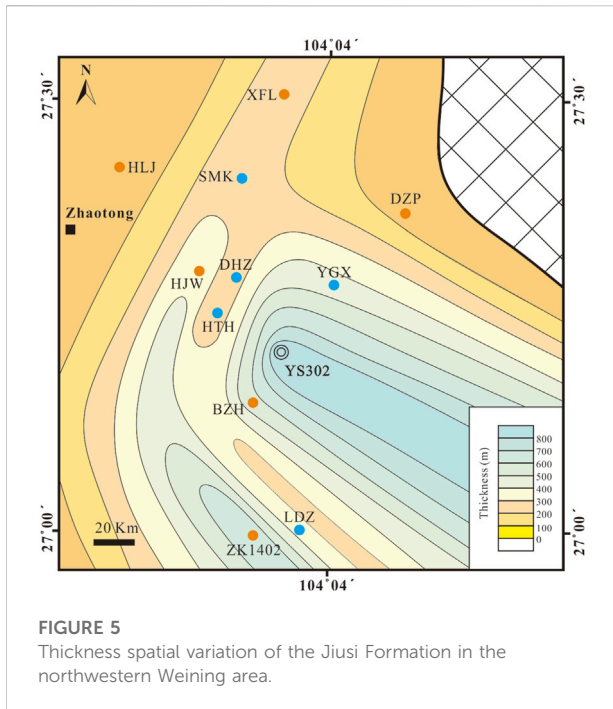 104°04′
N
27°30′
27°30′
XFL
HLJ
SMK
DZP
Zhaotong
DHZ
YGX
HJW
HTH
YS302
BZH
Thickness (m)
800
700
600
500
400
300
200
100
0
LDZ
27°00′
27°00′
20 Km
ZK1402
104°04′
FIGURE 5
Thickness spatial variation of the Jiusi Formation in the
northwestern Weining area.